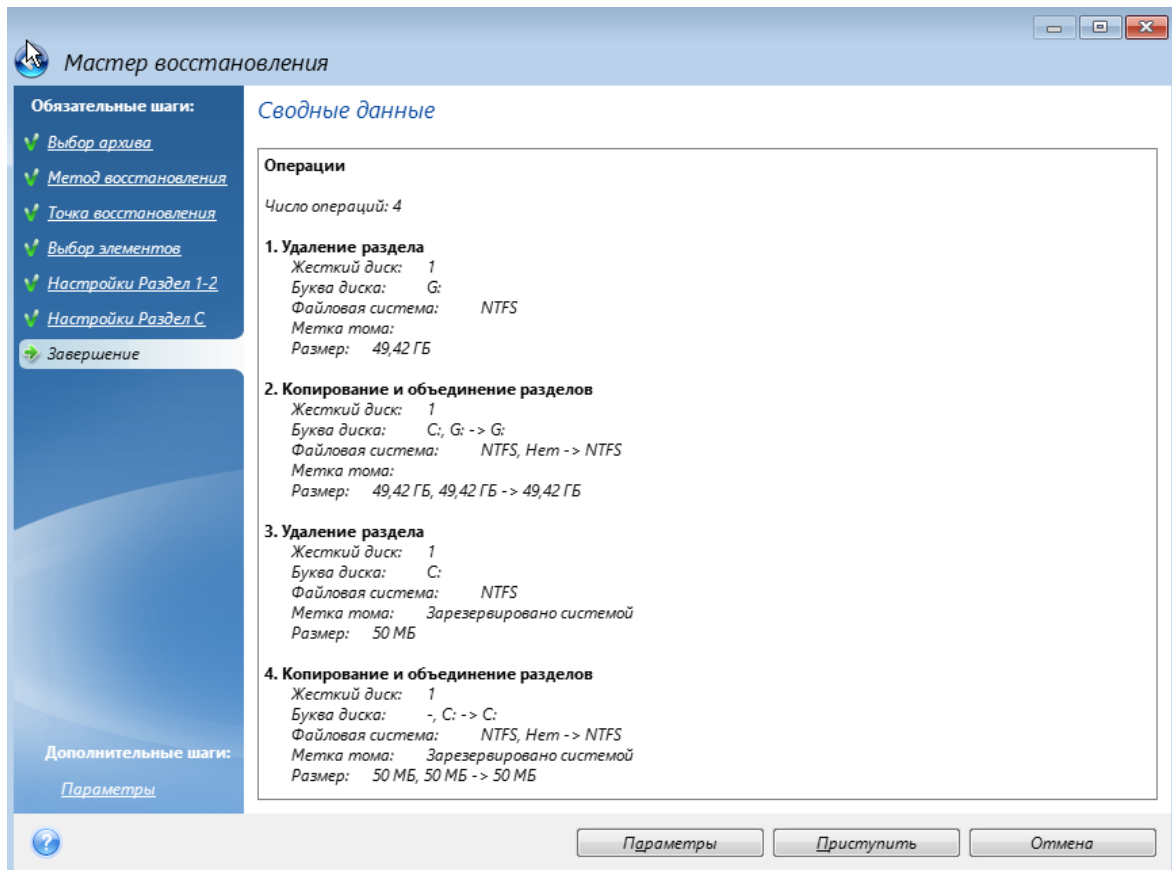 Мастер восстановления
Обязательные шаги:
Выбор архива
Метод восстановления
Точка восстановления
Выбор элементов
Настройки Раздел 1-2
Настройки Раздел C
Завершение
Дополнительные шаги:
Параметры
Сводные данные
Операции
Число операций: 4
1. Удаление раздела
Жесткий диск: 1
Буква диска: G:
Файловая система: NTFS
Метка тома:
Размер: 49,42 ГБ
2. Копирование и объединение разделов
Жесткий диск: 1
Буква диска: C:, G: -> G:
Файловая система: NTFS, Нет -> NTFS
Метка тома:
Размер: 49,42 ГБ, 49,42 ГБ -> 49,42 ГБ
3. Удаление раздела
Жесткий диск: 1
Буква диска: C:
Файловая система: NTFS
Метка тома: Зарезервировано системой
Размер: 50 МБ
4. Копирование и объединение разделов
Жесткий диск: 1
Буква диска: -, C: -> C:
Файловая система: NTFS, Нет -> NTFS
Метка тома: Зарезервировано системой
Размер: 50 МБ, 50 МБ -> 50 МБ
Параметры
Приступить
Отмена